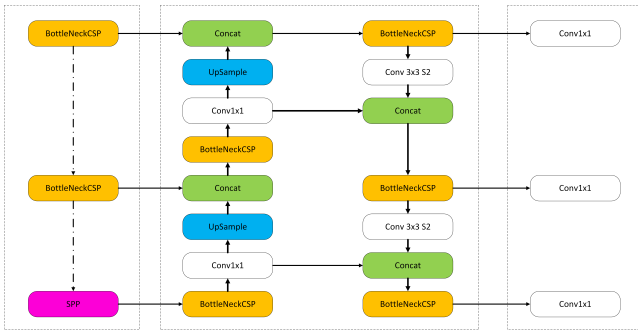 BottleNeckCSP Concat BottleNeckCSP Conv1x1
UpSample Conv 3x3 S2
Conv1x1 Concat
BottleNeckCSP
BottleNeckCSP Concat BottleNeckCSP Conv1x1
UpSample Conv 3x3 S2
Conv1x1 Concat
SPP BottleNeckCSP BottleNeckCSP Conv1x1